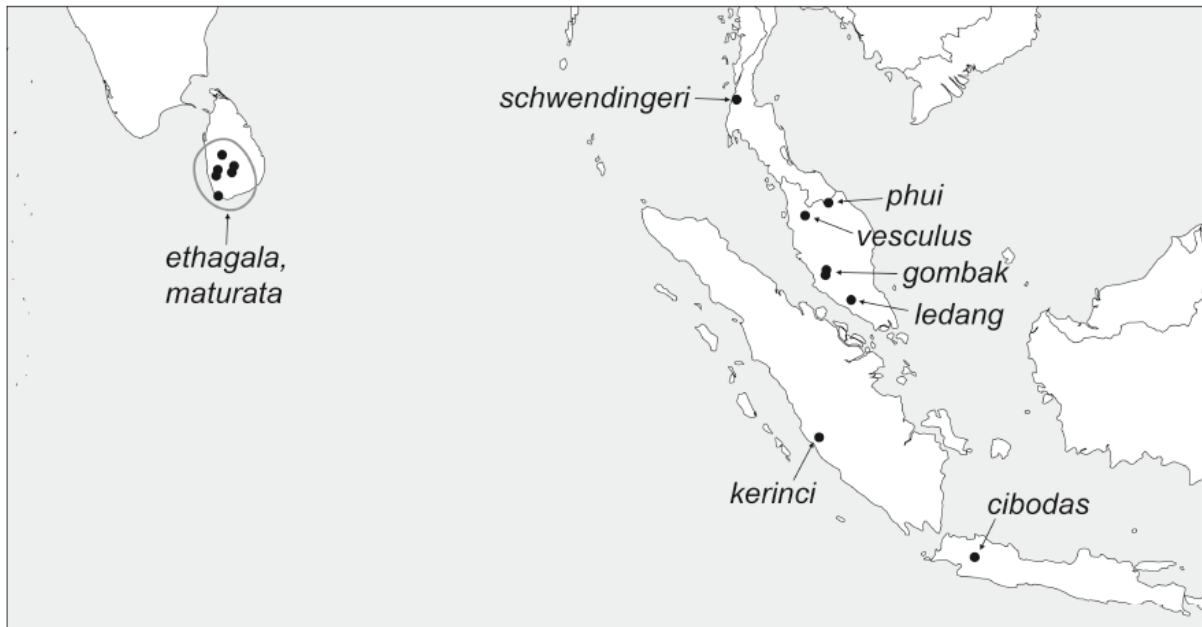 schwendingeri
phui
vesculus
ethagala,
maturata
gombak
ledang
kerinci
cibodas